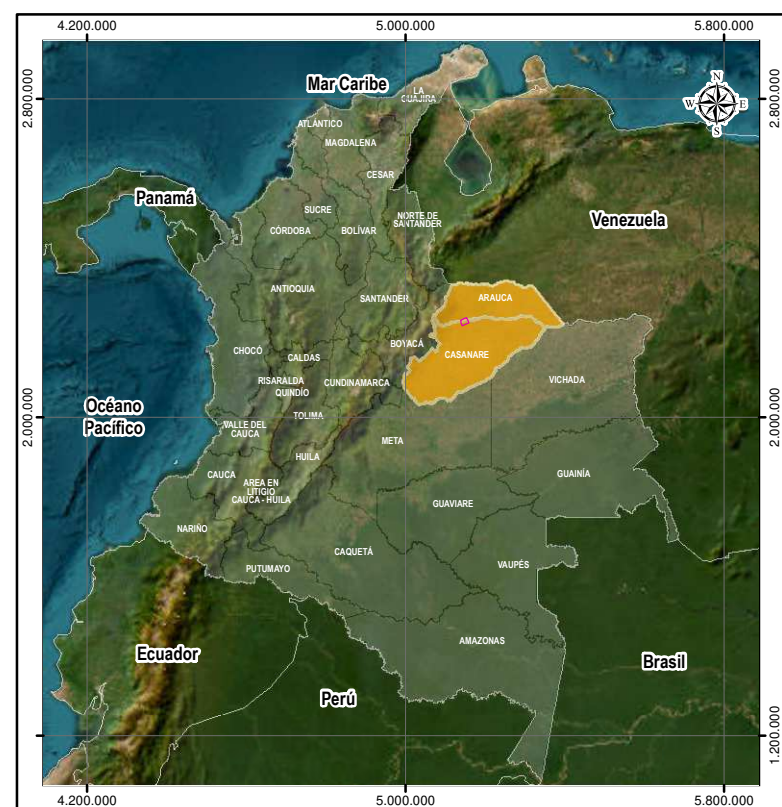 4.200.000
5.000.000
5.800.000
2.800.000
2.800.000
Mar Caribe
LA
GUAJIRA
N
W
E
S
ATLÁNTICO
MAGDALENA
CESAR
Panamá
SUCRE
NORTE DE
SANTANDER
Venezuela
CÓRDOBA
BOLÍVAR
ANTIOQUIA
SANTANDER
ARAUCA
BOYACÁ
CHOCÓ
CALDAS
CASANARE
RISARALDA
CUNDINAMARCA
VICHADA
QUINDÍO
Océano
Pacífico
TOLIMA
2.000.000
2.000.000
VALLE DEL
CAUCA
META
HUILA
CAUCA
GUAINÍA
AREA EN
LITIGIO
CAUCA - HUILA
GUAVIARE
NARIÑO
CAQUETÁ
VAUPÉS
PUTUMAYO
AMAZONAS
Ecuador
Brasil
Perú
1.200.000
1.200.000
4.200.000
5.000.000
5.800.000